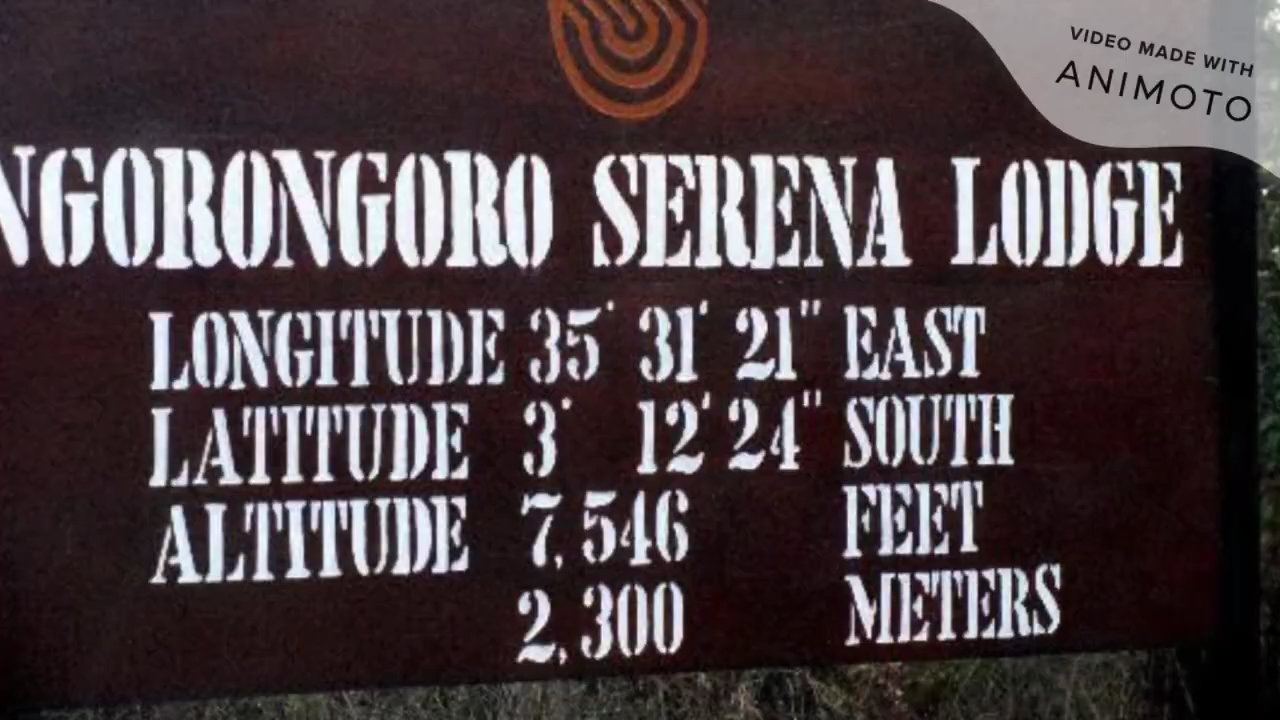 VIDEO MADE WITH
ANIMOTO
NGORONGORO SERENA LODGE
LONGITUDE 35° 31' 21" EAST
LATITUDE 3° 12' 24" SOUTH
ALTITUDE 7,546 FEET
2,300 METERS